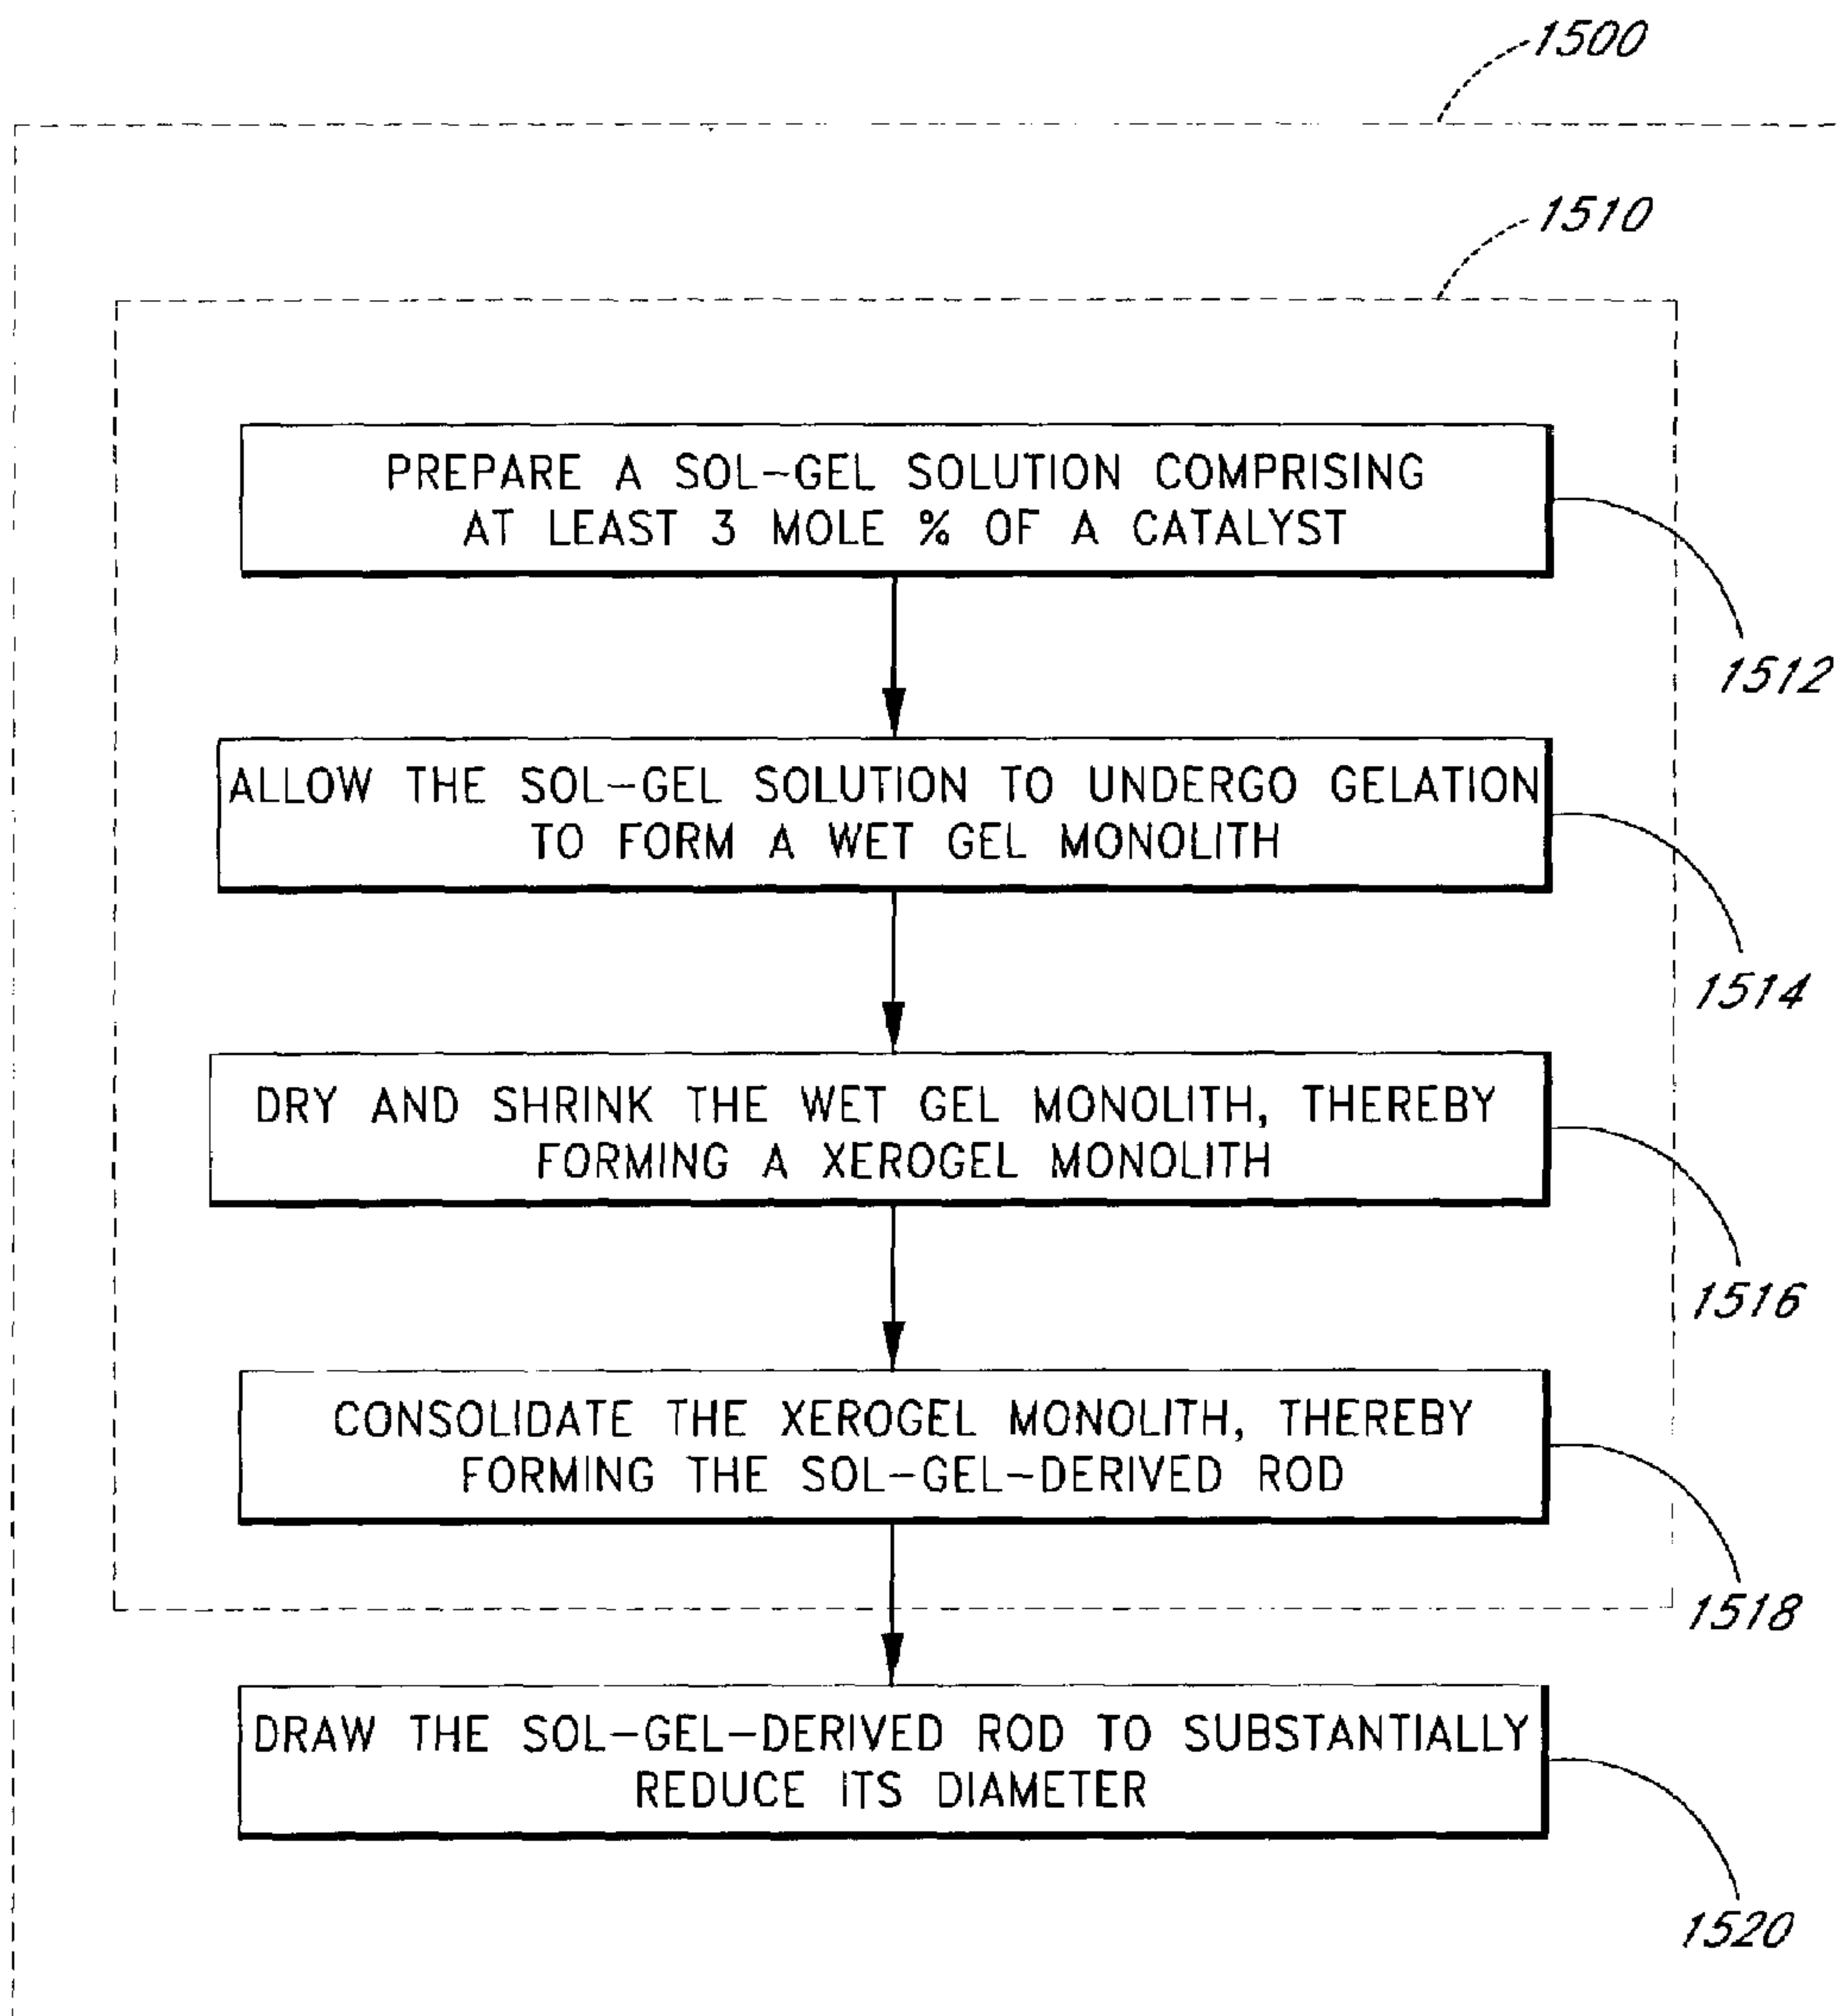 1500
1510
PREPARE A SOL-GEL SOLUTION COMPRISING
AT LEAST 3 MOLE % OF A CATALYST
1512
ALLOW THE SOL-GEL SOLUTION TO UNDERGO GELATION
TO FORM A WET GEL MONOLITH
1514
DRY AND SHRINK THE WET GEL MONOLITH, THEREBY
FORMING A XEROGEL MONOLITH
1516
CONSOLIDATE THE XEROGEL MONOLITH, THEREBY
FORMING THE SOL-GEL-DERIVED ROD
1518
DRAW THE SOL-GEL-DERIVED ROD TO SUBSTANTIALLY
REDUCE ITS DIAMETER
1520